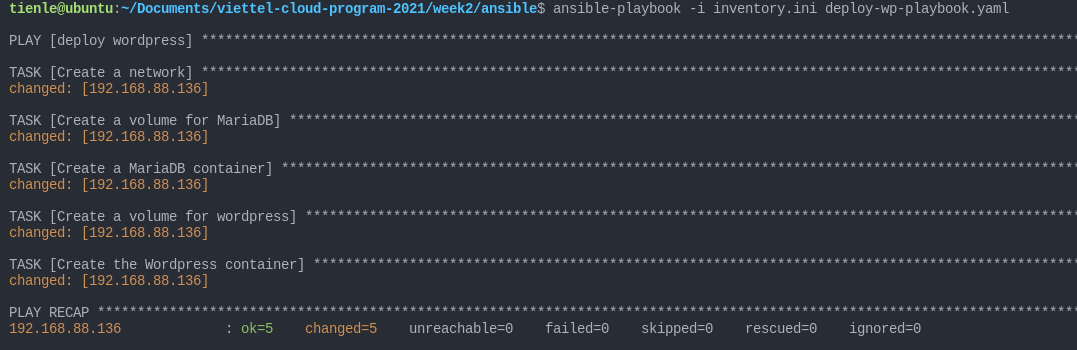 tienle@ubuntu:~/Documents/viettel-cloud-program-2021/week2/ansible$ ansible-playbook -i inventory.ini deploy-wp-playbook.yaml
PLAY [deploy wordpress] **************************************************************************************************************
TASK [Create a network] **************************************************************************************************************
changed: [192.168.88.136]
TASK [Create a volume for MariaDB] ***************************************************************************************************
changed: [192.168.88.136]
TASK [Create a MariaDB container] ****************************************************************************************************
changed: [192.168.88.136]
TASK [Create a volume for wordpress] *************************************************************************************************
changed: [192.168.88.136]
TASK [Create the Wordpress container] ************************************************************************************************
changed: [192.168.88.136]
PLAY RECAP ***************************************************************************************************************************
192.168.88.136             : ok=5    changed=5    unreachable=0    failed=0    skipped=0    rescued=0    ignored=0